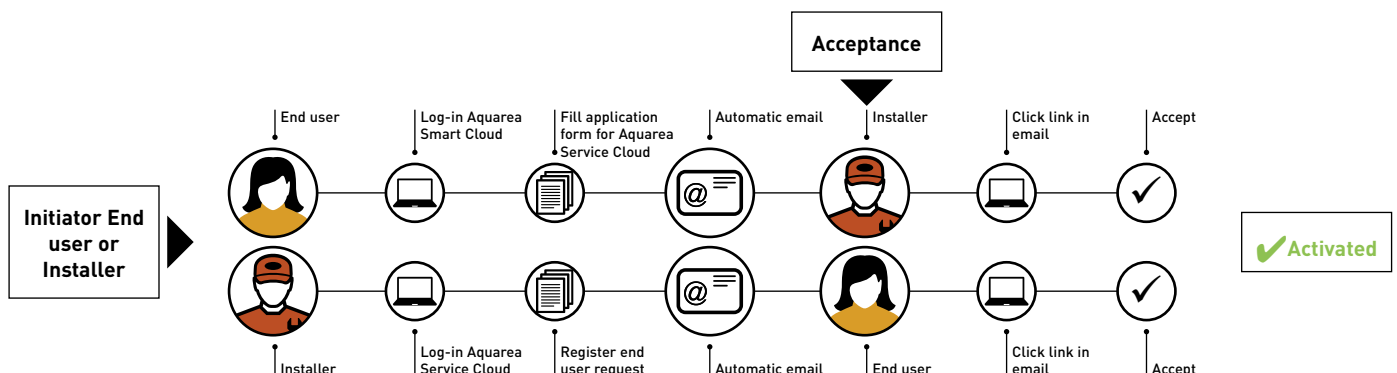 Acceptance
End user
Log-in Aquarea
Smart Cloud
Fill application
form for Aquarea
Service Cloud
Automatic email
Installer
Click link in
email
Accept
@
Initiator End
user or
Installer
Activated
@
Installer
Log-in Aquarea
Service Cloud
Register end
user request
Automatic email
End user
Click link in
email
Accept